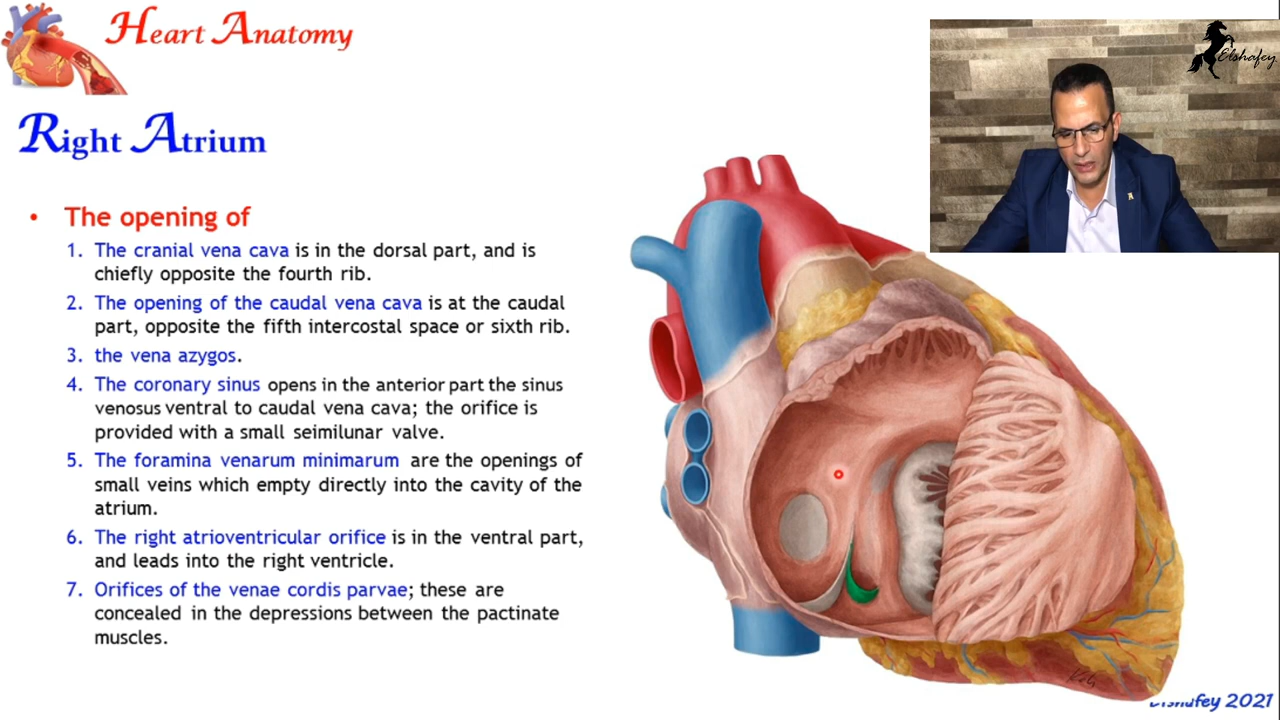 Heart Anatomy
Elshafey
Right Atrium
• The opening of
1. The cranial vena cava is in the dorsal part, and is
chiefly opposite the fourth rib.
2. The opening of the caudal vena cava is at the caudal
part, opposite the fifth intercostal space or sixth rib.
3. the vena azygos.
4. The coronary sinus opens in the anterior part the sinus
venosus ventral to caudal vena cava; the orifice is
provided with a small seimilunar valve.
5. The foramina venarum minimarum are the openings of
small veins which empty directly into the cavity of the
atrium.
6. The right atrioventricular orifice is in the ventral part,
and leads into the right ventricle.
7. Orifices of the venae cordis parvae; these are
concealed in the depressions between the pactinate
muscles.
Elshafey 2021